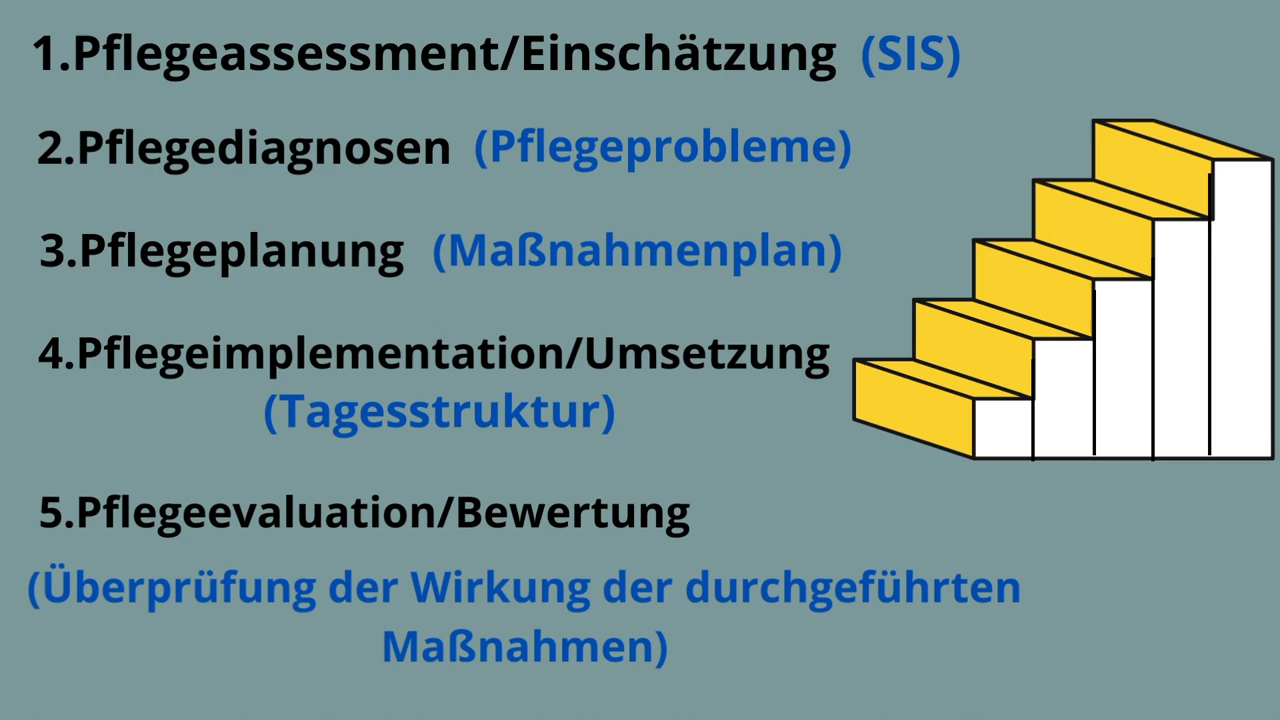 1.Pflegeassessment/Einschätzung (SIS)
2.Pflegediagnosen (Pflegeprobleme)
3.Pflegeplanung (Maßnahmenplan)
4.Pflegeimplementation/Umsetzung
(Tagesstruktur)
5.Pflegeevaluation/Bewertung
(Überprüfung der Wirkung der durchgeführten
Maßnahmen)